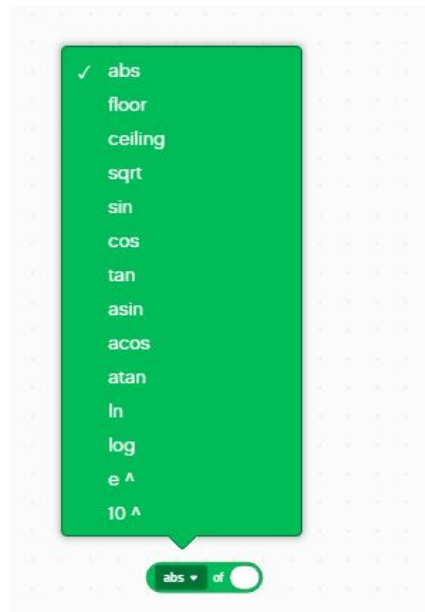 ✓ abs
floor
ceiling
sqrt
sin
cos
tan
asin
acos
atan
ln
log
e ^
10 ^
abs ▾ of